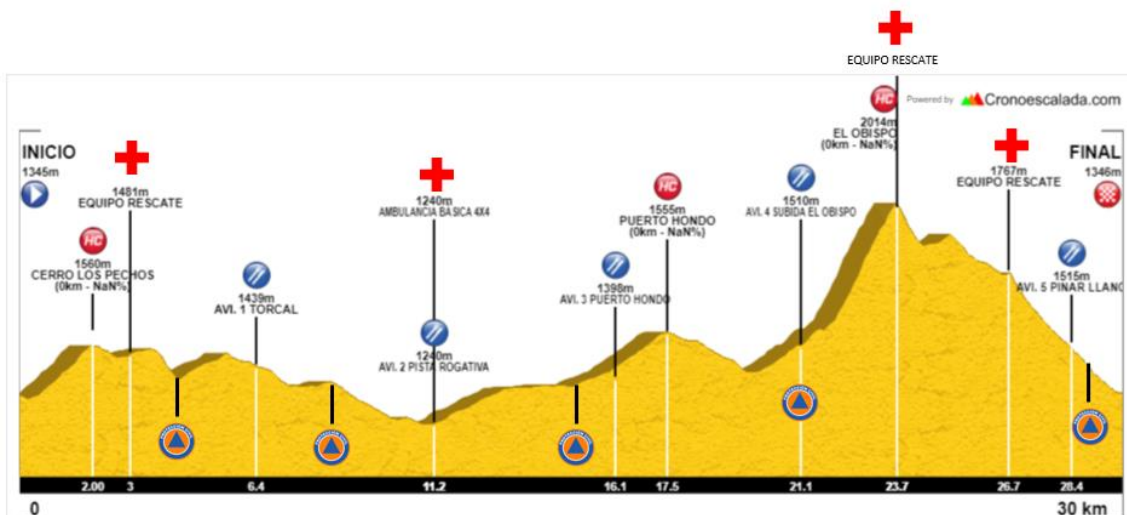 EQUIPO RESCATE
Powered by Cronoescalada.com
INICIO
1345m
1481m
EQUIPO RESCATE
1560m
CERRO LOS PECHOS
(0km - NaN%)
1439m
AVI. 1 TORCAL
1240m
AMBULANCIA BASICA 4X4
1240m
AVI. 2 PISTA ROGATIVA
1398m
AVI. 3 PUERTO HONDO
HC
1555m
PUERTO HONDO
(0km - NaN%)
1510m
AVI. 4 SUBIDA EL OBISPO
HC
2014m
EL OBISPO
(0km - NaN%)
1767m
EQUIPO RESCATE
FINAL
1346m
1515m
AVI. 5 PINAR LLANO
HC
2.00 3 6.4 11.2 16.1 17.5 21.1 23.7 26.7 28.4
0 30 km